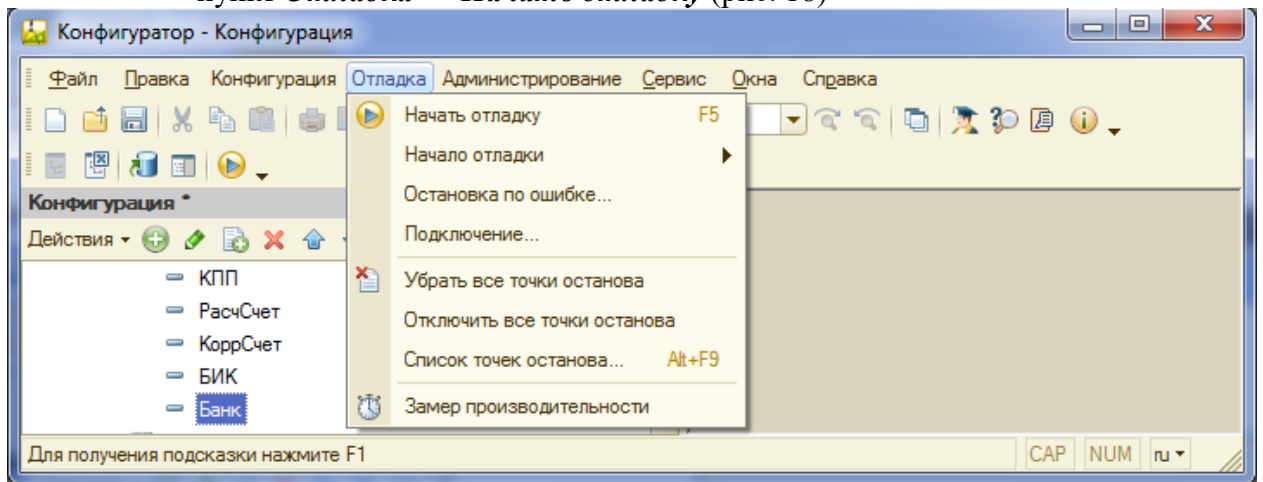 (рис. 18)
Конфигуратор - Конфигурация
Файл Правка Конфигурация Отладка Администрирование Сервис Окна Справка
Начать отладку F5
Начало отладки
Остановка по ошибке...
Подключение...
Убрать все точки останова
Отключить все точки останова
Список точек останова... Alt+F9
Замер производительности
Конфигурация *
Действия
КПП
РасчСчет
КоррСчет
БИК
Банк
Для получения подсказки нажмите F1
CAP NUM ru